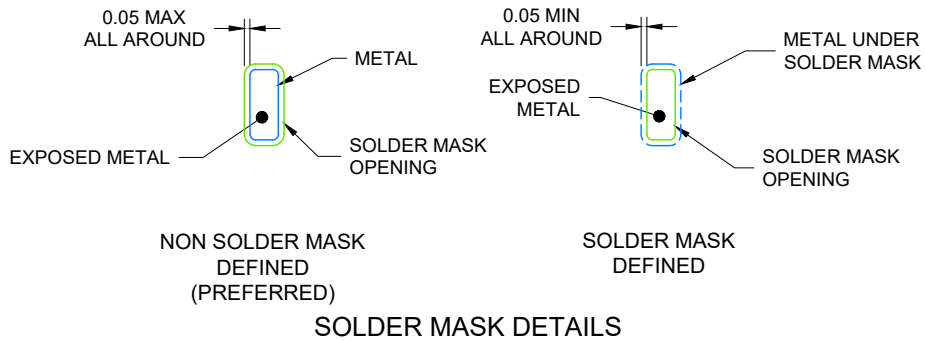 0.05 MAX
ALL AROUND
METAL
EXPOSED METAL
SOLDER MASK
OPENING
NON SOLDER MASK
DEFINED
(PREFERRED)
0.05 MIN
ALL AROUND
METAL UNDER
SOLDER MASK
EXPOSED
METAL
SOLDER MASK
OPENING
SOLDER MASK
DEFINED
SOLDER MASK DETAILS